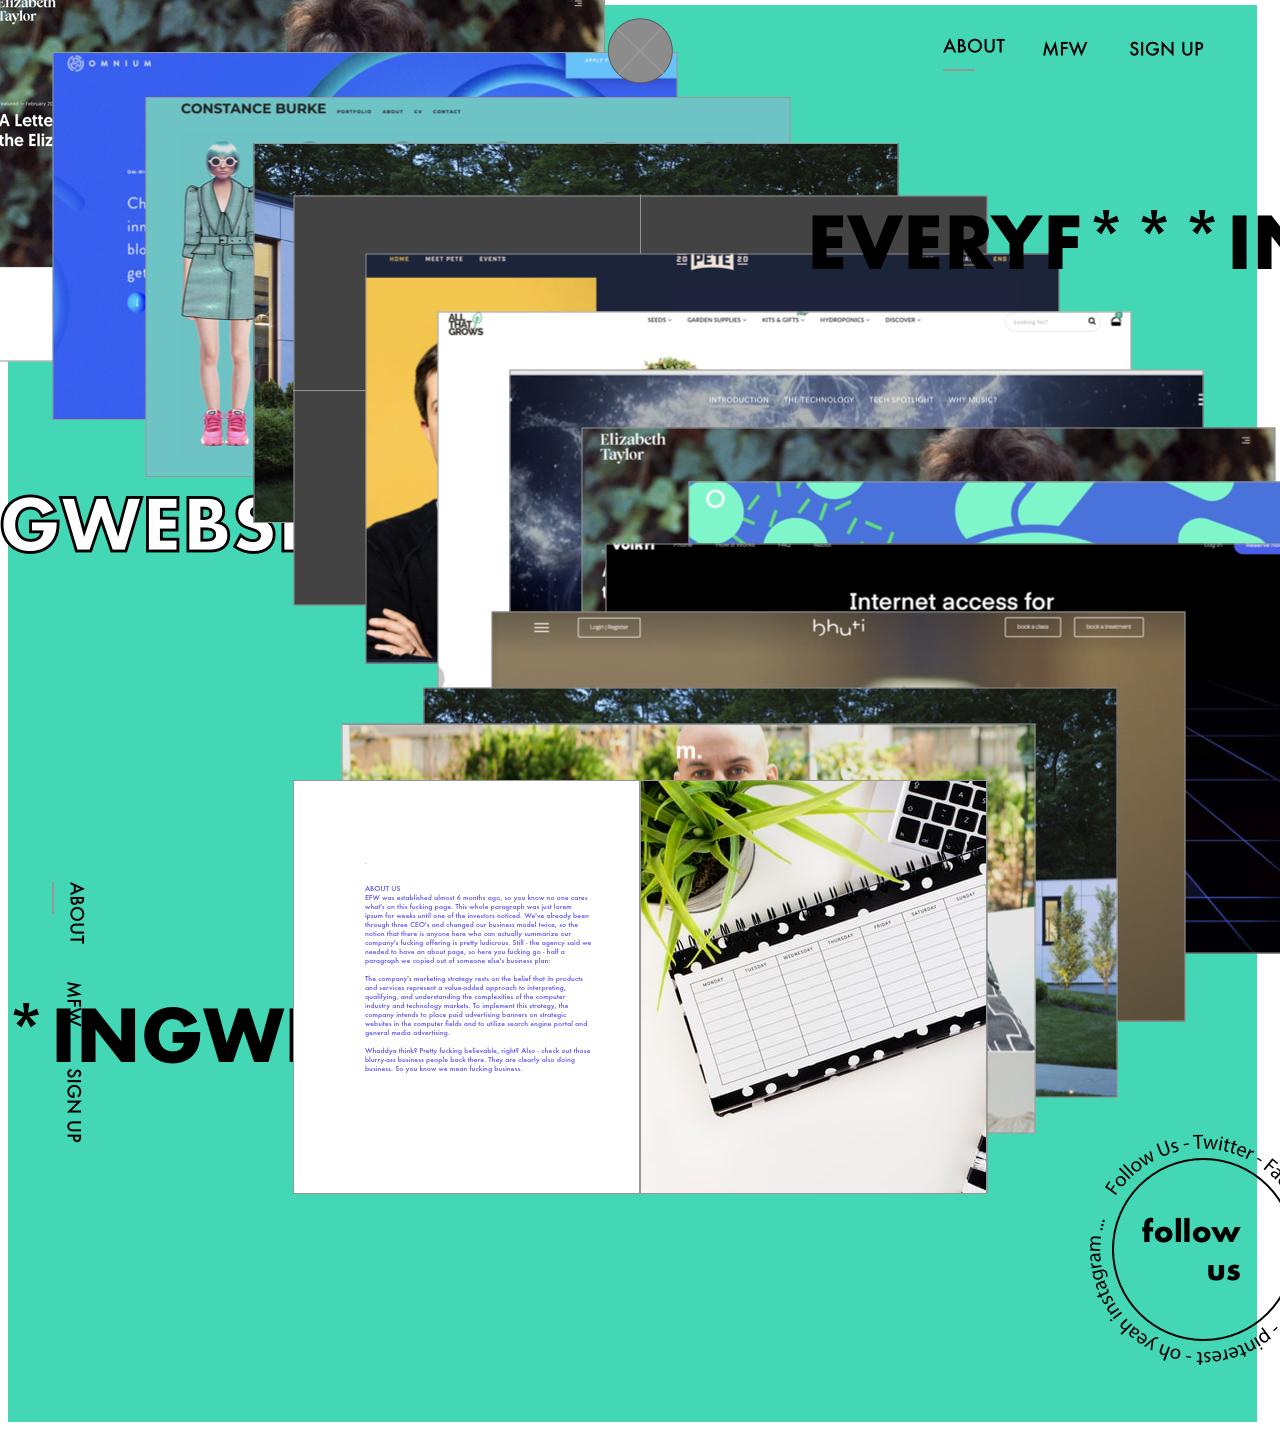 Elizabeth
Taylor
ABOUT
MFW
SIGN UP
OMNIUM
APPLY
Featured — February 20
A Lette
the Eliz
Ch
inn
blo
get
CONSTANCE BURKE
PORTFOLIO
ABOUT
CV
CONTACT
EVERYF***IN
HOME
MEET PETE
EVENTS
20 PETE 20
ENG
ALL
THAT
GROWS
SEEDS
GARDEN SUPPLIES
KITS & GIFTS
HYDROPONICS
DISCOVER
Looking for?
INTRODUCTION
THE TECHNOLOGY
TECH SPOTLIGHT
WHY MUSIC?
Elizabeth
Taylor
GWEBSI
Internet access for
Login | Register
bhuti
book a class
book a treatment
m.
ABOUT US
EFW was established almost 6 months ago, so you know no one cares
what's on this fucking page. This whole paragraph was just lorem
ipsum for weeks until one of the investors noticed. We've already been
through three CEO's and changed our business model twice, so the
notion that there is anyone here who can actually summarize our
company's fucking offering is pretty ludicrous. Still - the agency said we
needed to have an about page, so here you fucking go - half a
paragraph we copied out of someone else's business plan:
The company's marketing strategy rests on the belief that its products
and services represent a value-added approach to interpreting,
qualifying, and understanding the complexities of the computer
industry and technology markets. To implement this strategy, the
company intends to place paid advertising banners on strategic
websites in the computer fields and to utilize search engine portal and
general media advertising.
Whaddya think? Pretty fucking believable, right? Also - check out those
blurry-ass business people back there. They are clearly also doing
business. So you know we mean fucking business.
MONDAY
TUESDAY
WEDNESDAY
THURSDAY
FRIDAY
SATURDAY
SUNDAY
ABOUT
MFW
SIGN UP
*INGWE
Follow Us - Twitter - Fac
- pinterest - oh yeah instagram ...
follow
us